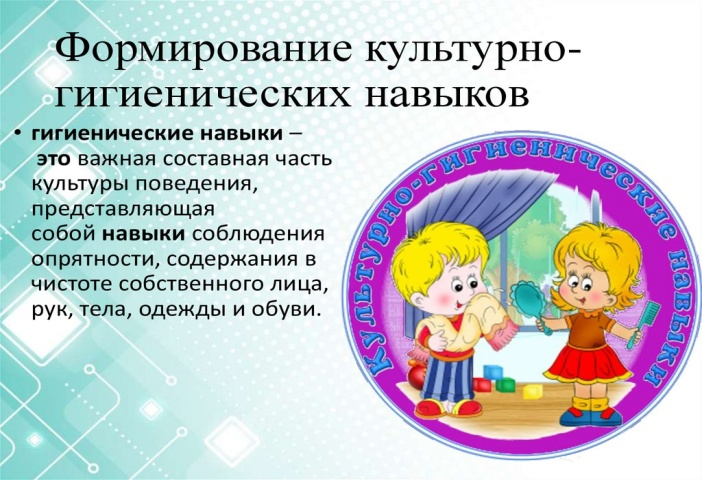 Формирование культурно-
гигиенических навыков
• гигиенические навыки –
это важная составная часть
культуры поведения,
представляющая
собой навыки соблюдения
опрятности, содержания в
чистоте собственного лица,
рук, тела, одежды и обуви.
Культурно-гигиенические навыки